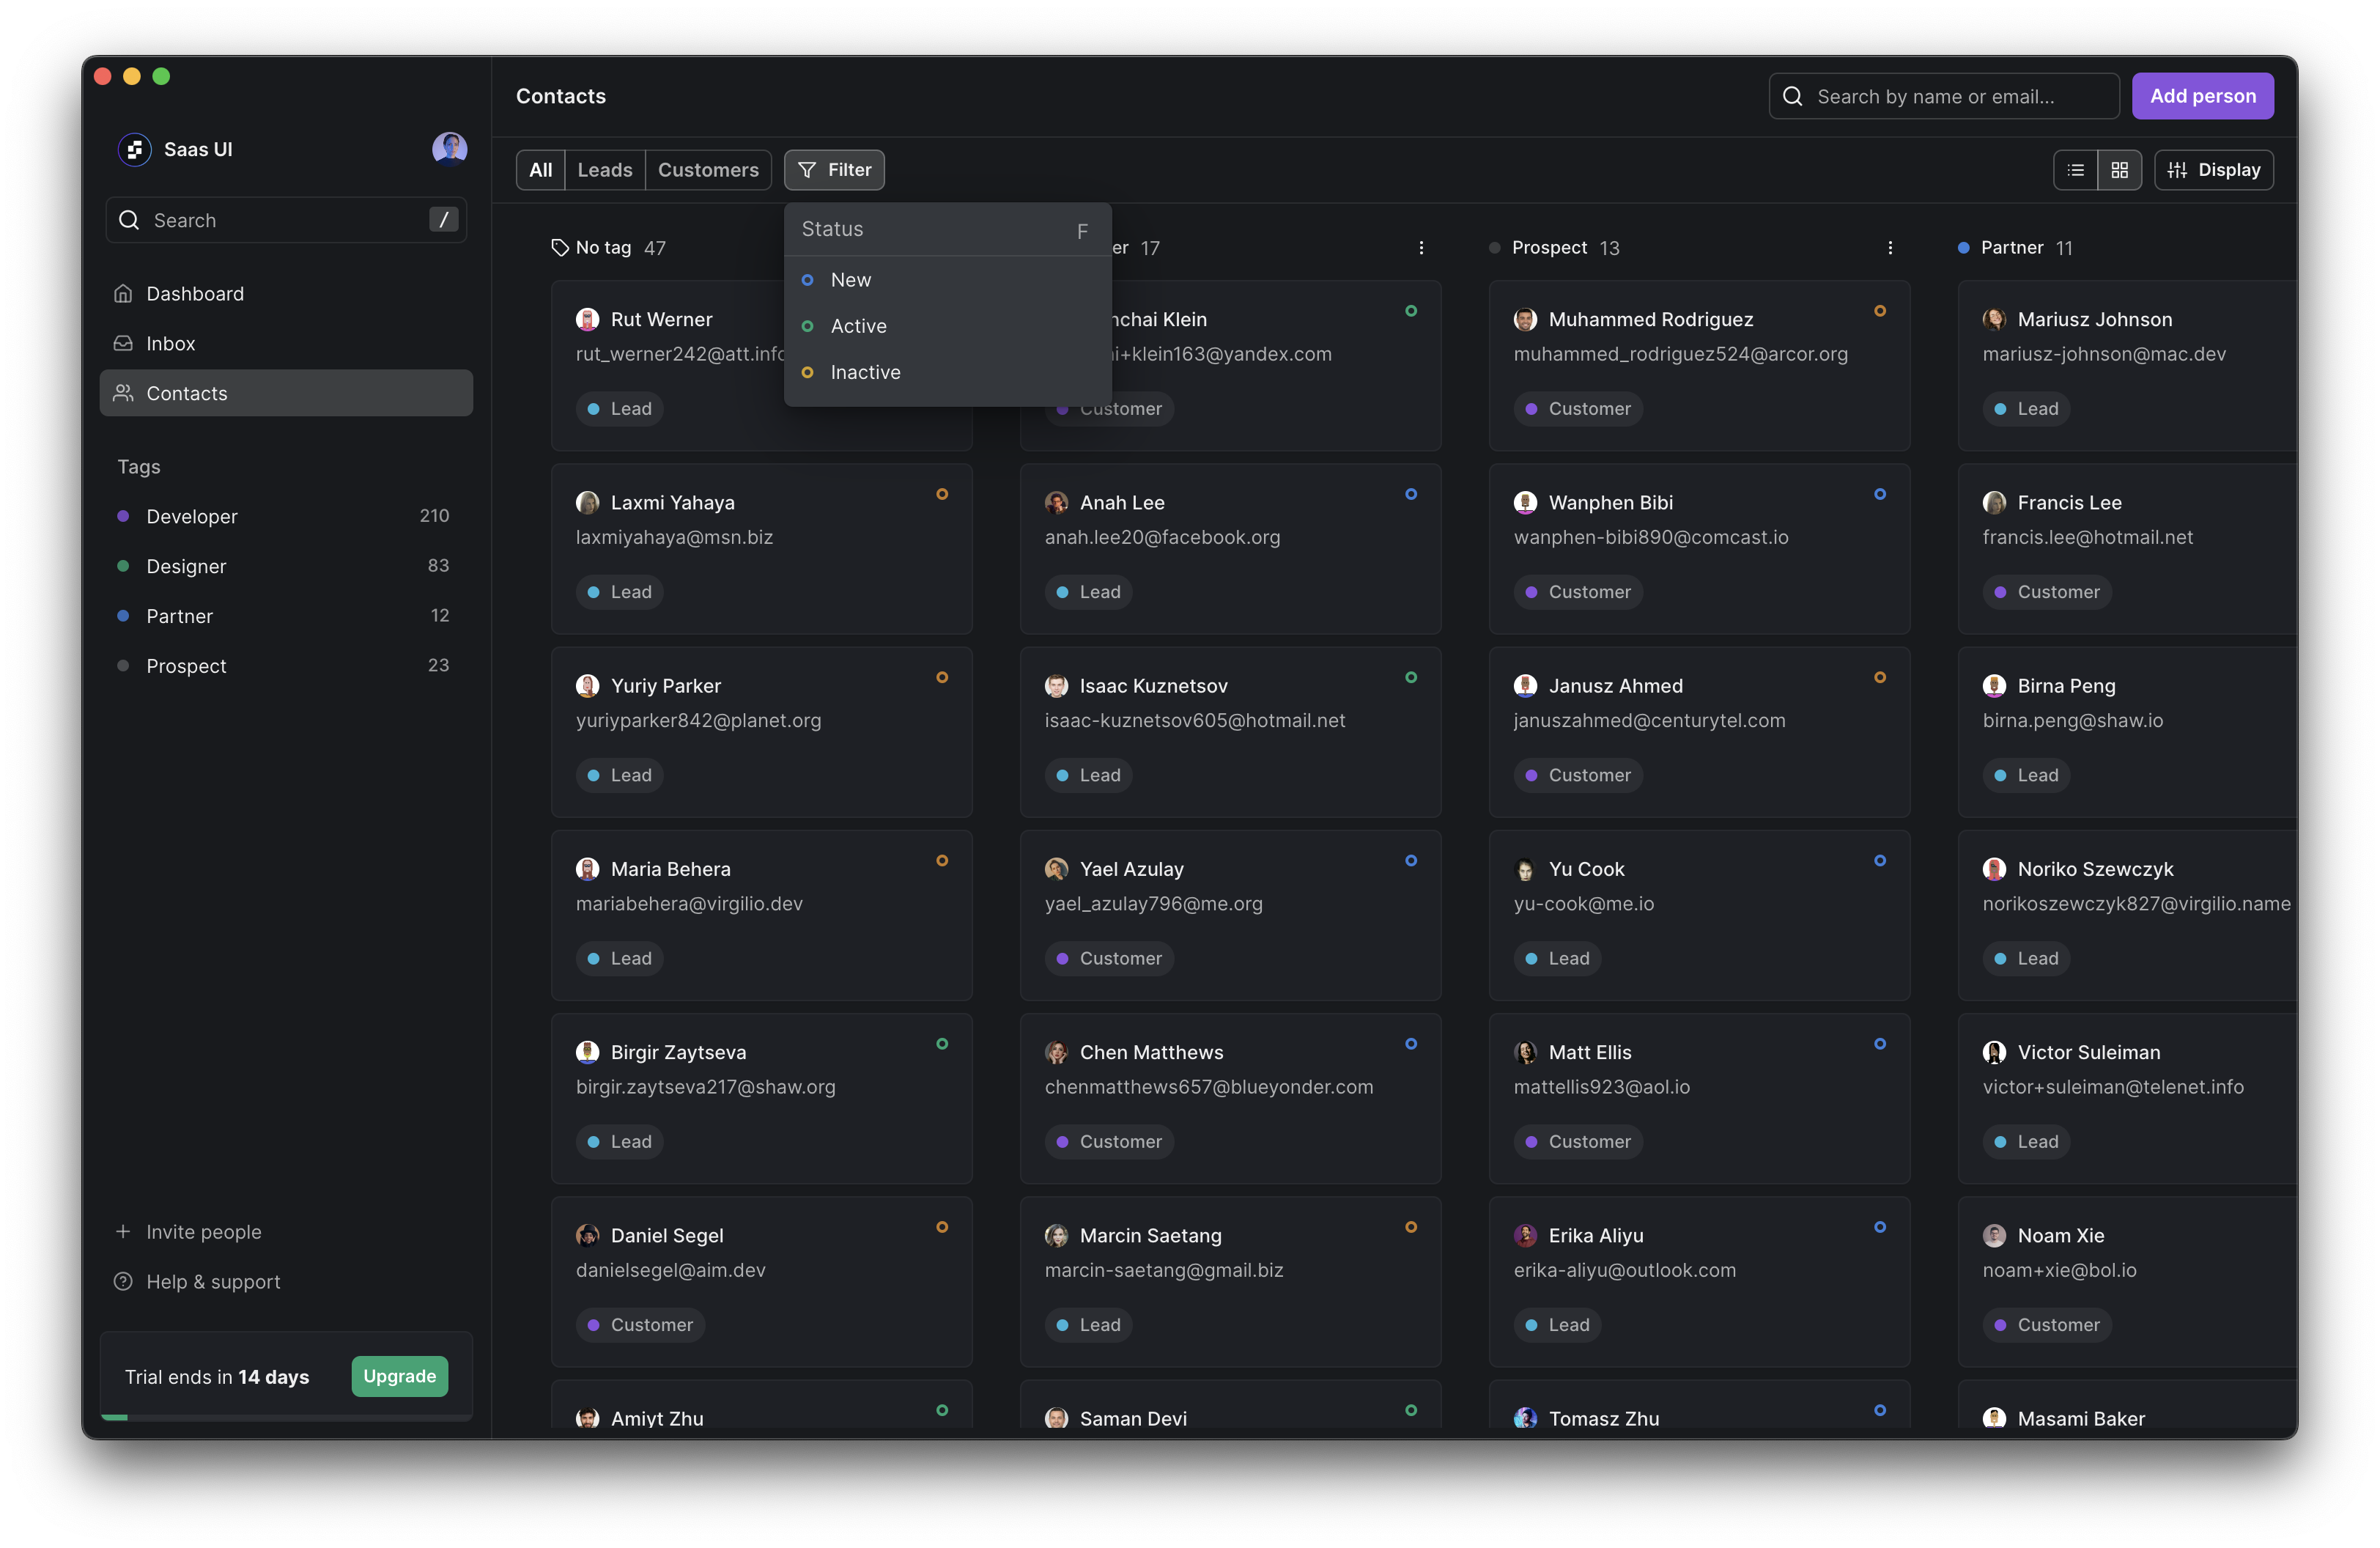 Saas UI
Search /
Dashboard
Inbox
Contacts
Tags
Developer 210
Designer 83
Partner 12
Prospect 23
Invite people
Help & support
Trial ends in 14 days Upgrade
Contacts
Search by name or email...
Add person
All Leads Customers Filter
Display
Status F
New
Active
Inactive
No tag 47
Rut Werner
rut_werner242@att.info
Lead
Laxmi Yahaya
laxmiyahaya@msn.biz
Lead
Yuriy Parker
yuriyparker842@planet.org
Lead
Maria Behera
mariabehera@virgilio.dev
Lead
Birgir Zaytseva
birgir.zaytseva217@shaw.org
Lead
Daniel Segel
danielsegel@aim.dev
Customer
Amiyt Zhu
er 17
nchai Klein
i+klein163@yandex.com
Customer
Anah Lee
anah.lee20@facebook.org
Lead
Isaac Kuznetsov
isaac-kuznetsov605@hotmail.net
Lead
Yael Azulay
yael_azulay796@me.org
Customer
Chen Matthews
chenmatthews657@blueyonder.com
Customer
Marcin Saetang
marcin-saetang@gmail.biz
Lead
Saman Devi
Prospect 13
Muhammed Rodriguez
muhammed_rodriguez524@arcor.org
Customer
Wanphen Bibi
wanphen-bibi890@comcast.io
Customer
Janusz Ahmed
januszahmed@centurytel.com
Customer
Yu Cook
yu-cook@me.io
Lead
Matt Ellis
mattellis923@aol.io
Customer
Erika Aliyu
erika-aliyu@outlook.com
Lead
Tomasz Zhu
Partner 11
Mariusz Johnson
mariusz-johnson@mac.dev
Lead
Francis Lee
francis.lee@hotmail.net
Customer
Birna Peng
birna.peng@shaw.io
Lead
Noriko Szewczyk
norikoszewczyk827@virgilio.name
Lead
Victor Suleiman
victor+suleiman@telenet.info
Lead
Noam Xie
noam+xie@bol.io
Customer
Masami Baker